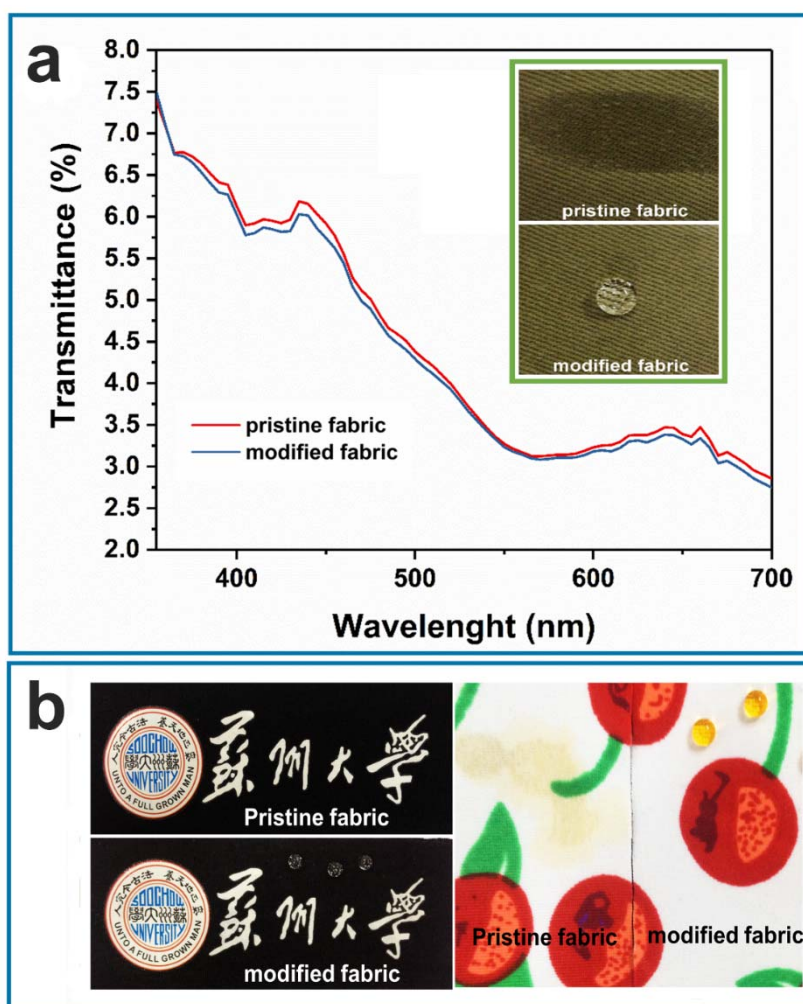 a
8.0
7.5
7.0
6.5
6.0
5.5
5.0
4.5
4.0
3.5
3.0
2.5
2.0
Transmittance (%)
pristine fabric
modified fabric
pristine fabric
modified fabric
400
500
600
700
Wavelenght (nm)
b
SOOCHOW
UNIVERSITY
UNTO A FULL GROWN MAN
蘇州大學
Pristine fabric
SOOCHOW
UNIVERSITY
UNTO A FULL GROWN MAN
蘇州大學
modified fabric
Pristine fabric
modified fabric